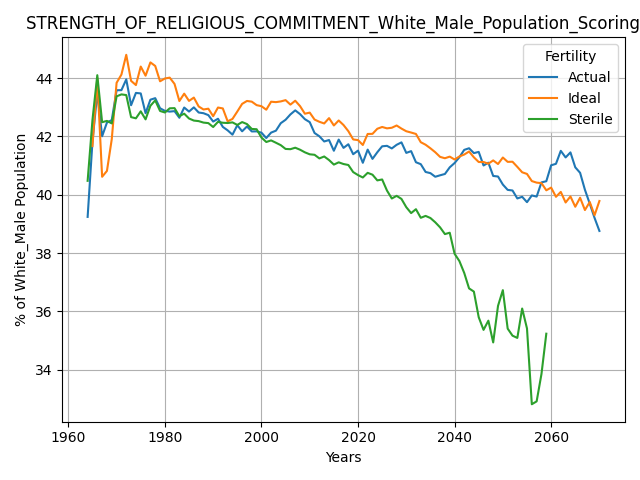 STRENGTH_OF_RELIGIOUS_COMMITMENT_White_Male_Population_Scoring
Fertility
Actual
Ideal
Sterile
% of White_Male Population
44
42
40
38
36
34
1960
1980
2000
2020
2040
2060
Years